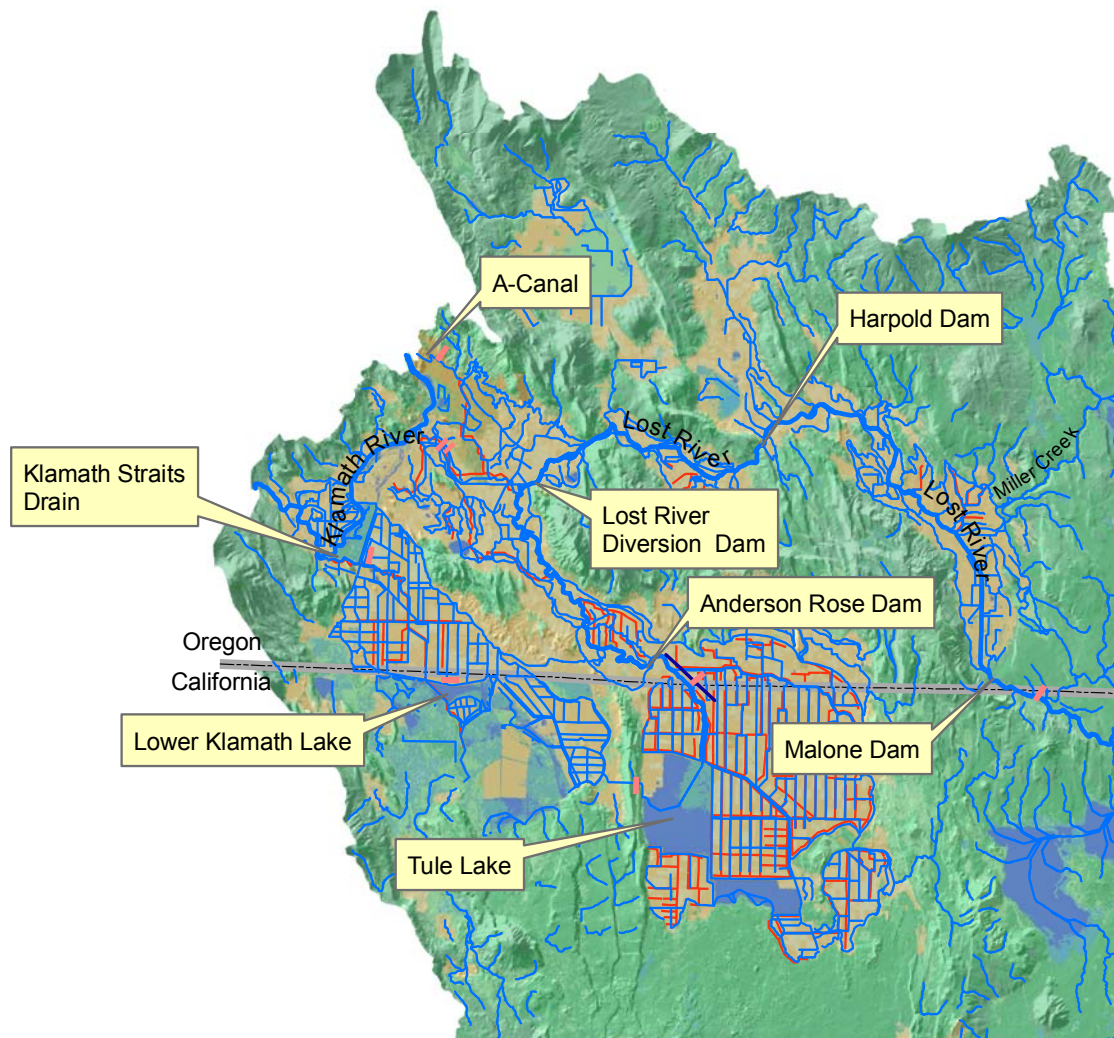 A-Canal
Harpold Dam
Lost River
Klamath River
Miller Creek
Klamath Straits
Drain
Lost River
Lost River
Diversion Dam
Anderson Rose Dam
Oregon
California
Lower Klamath Lake
Malone Dam
Tule Lake